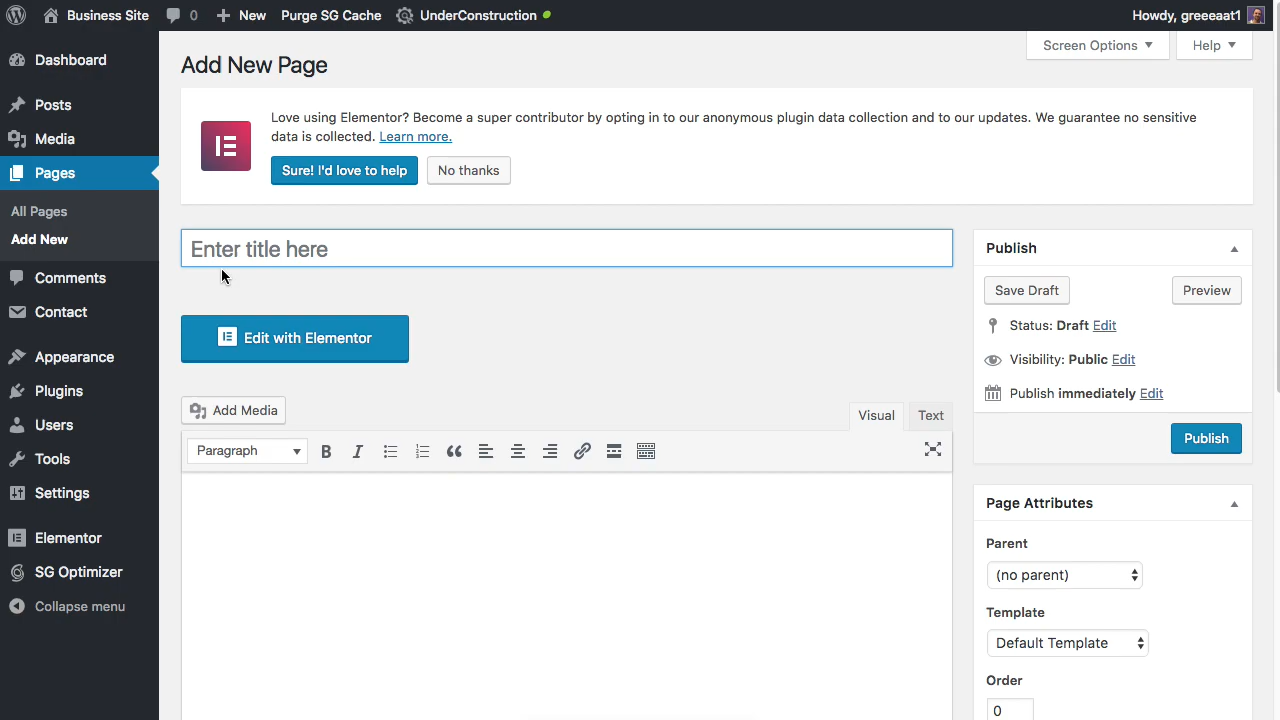 Business Site
0
New
Purge SG Cache
UnderConstruction
Howdy, greeeaat1
Dashboard
Posts
Media
Pages
All Pages
Add New
Comments
Contact
Appearance
Plugins
Users
Tools
Settings
Elementor
SG Optimizer
Collapse menu
Screen Options
Help
Add New Page
Love using Elementor? Become a super contributor by opting in to our anonymous plugin data collection and to our updates. We guarantee no sensitive
data is collected. Learn more.
Sure! I'd love to help
No thanks
Enter title here
Edit with Elementor
Add Media
Visual
Text
Paragraph
Publish
Save Draft
Preview
Status: Draft Edit
Visibility: Public Edit
Publish immediately Edit
Publish
Page Attributes
Parent
(no parent)
Template
Default Template
Order
0